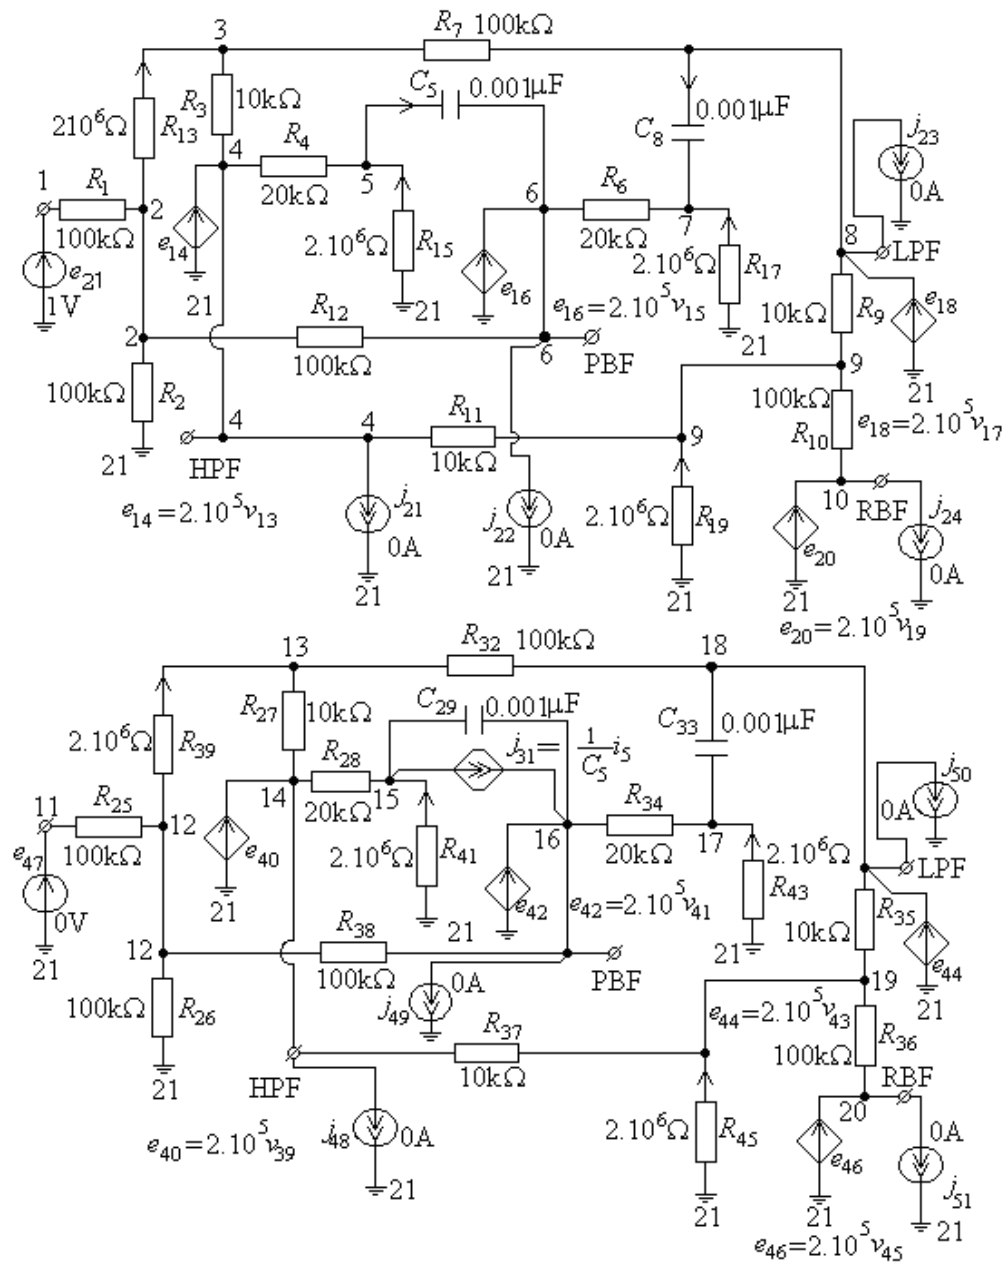 3
R7 100kΩ
C5 0.001μF
R3 10kΩ
0.001μF
210^6Ω R13
R4
C8
j23
4
20kΩ
5
0A
1 R1
2
6 R6
7
8 LPF
100kΩ
e14
2.10^6Ω R15
20kΩ
2.10^6Ω R17
e21
1V
21
21
e16
e16=2.10^5v15
21
10kΩ R9
e18
R12
2
100kΩ
6
PBF
9
21
100kΩ R2
4
4
R11
9
100kΩ
R10
e18=2.10^5v17
21
HPF
10kΩ
10
RBF
j24
e14=2.10^5v13
j21
0A
j22
0A
2.10^6Ω R19
e20
0A
21
21
21
21
e20=2.10^5v19
13
R32 100kΩ
18
R27 10kΩ
C29 0.001μF
C33 0.001μF
2.10^6Ω R39
R28
j31= 1/C5 i5
j50
14
20kΩ
15
0A
11 R25
12
16
R34
17
2.10^6Ω
LPF
e47
100kΩ
e40
2.10^6Ω R41
20kΩ
R43
0V
21
e42
e42=2.10^5v41
R35
21
12
R38
21
21
10kΩ
e44
100kΩ
0A
PBF
19
21
100kΩ R26
j49
R37
e44=2.10^5v43
R36
100kΩ
21
HPF
10kΩ
RBF
20
e40=2.10^5v39
j48
0A
2.10^6Ω R45
e46
0A
j51
21
21
21
21
e46=2.10^5v45